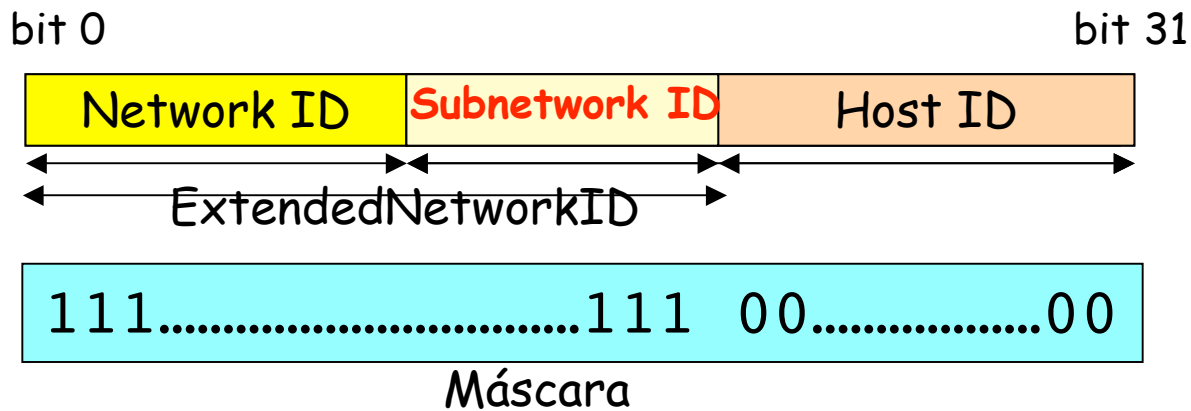 bit 0 bit 31
Network ID Subnetwork ID Host ID
ExtendedNetworkID
111................................111 00..................00
Máscara